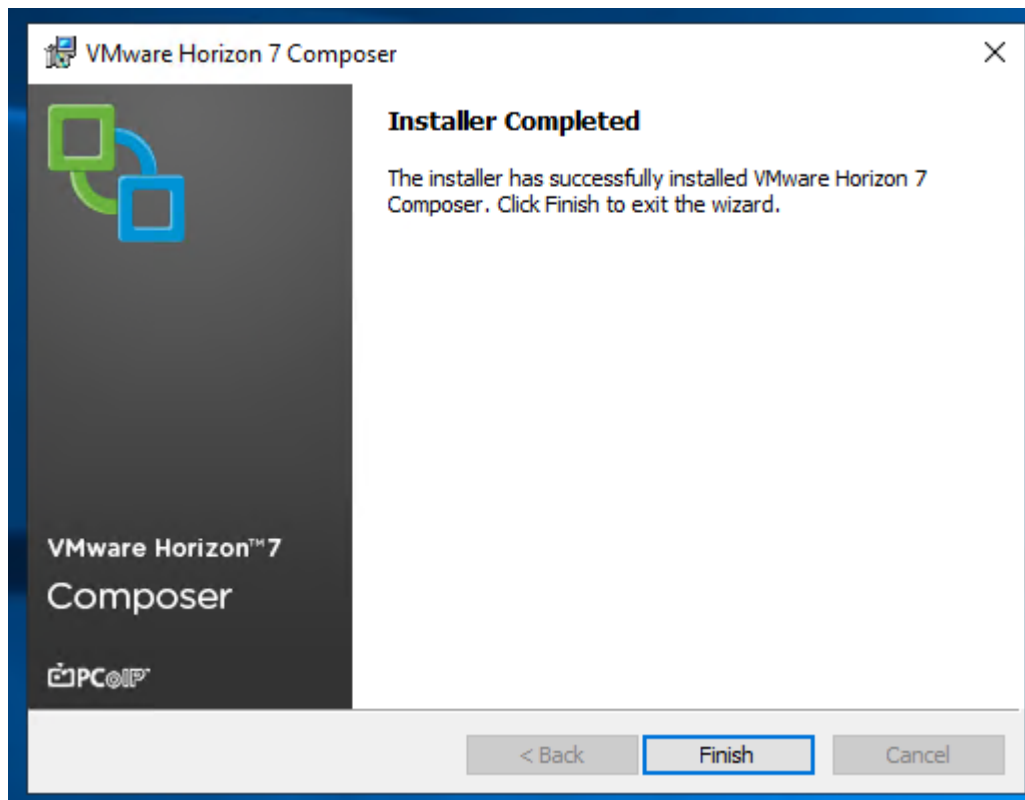 VMware Horizon 7 Composer
Installer Completed
The installer has successfully installed VMware Horizon 7
Composer. Click Finish to exit the wizard.
VMware Horizon™7
Composer
PCoIP
< Back
Finish
Cancel